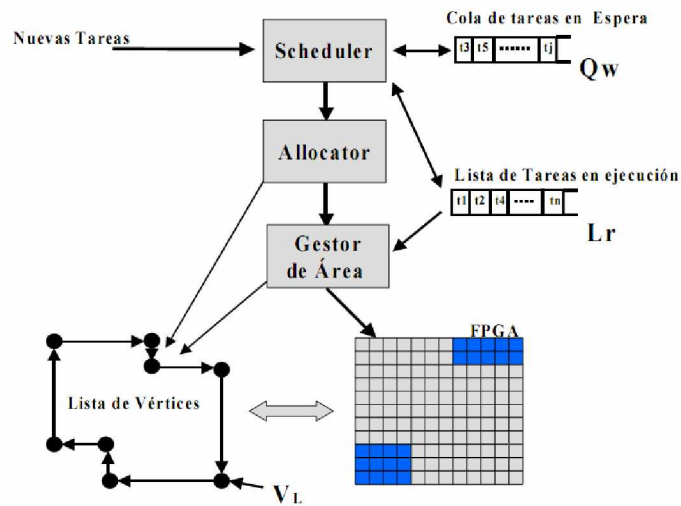 Nuevas Tareas
Scheduler
Cola de tareas en Espera
t3 t5 ······ tj
Qw
Allocator
Lista de Tareas en ejecución
t1 t2 t4 ---- tn
Lr
Gestor
de Área
FPGA
Lista de Vértices
VL